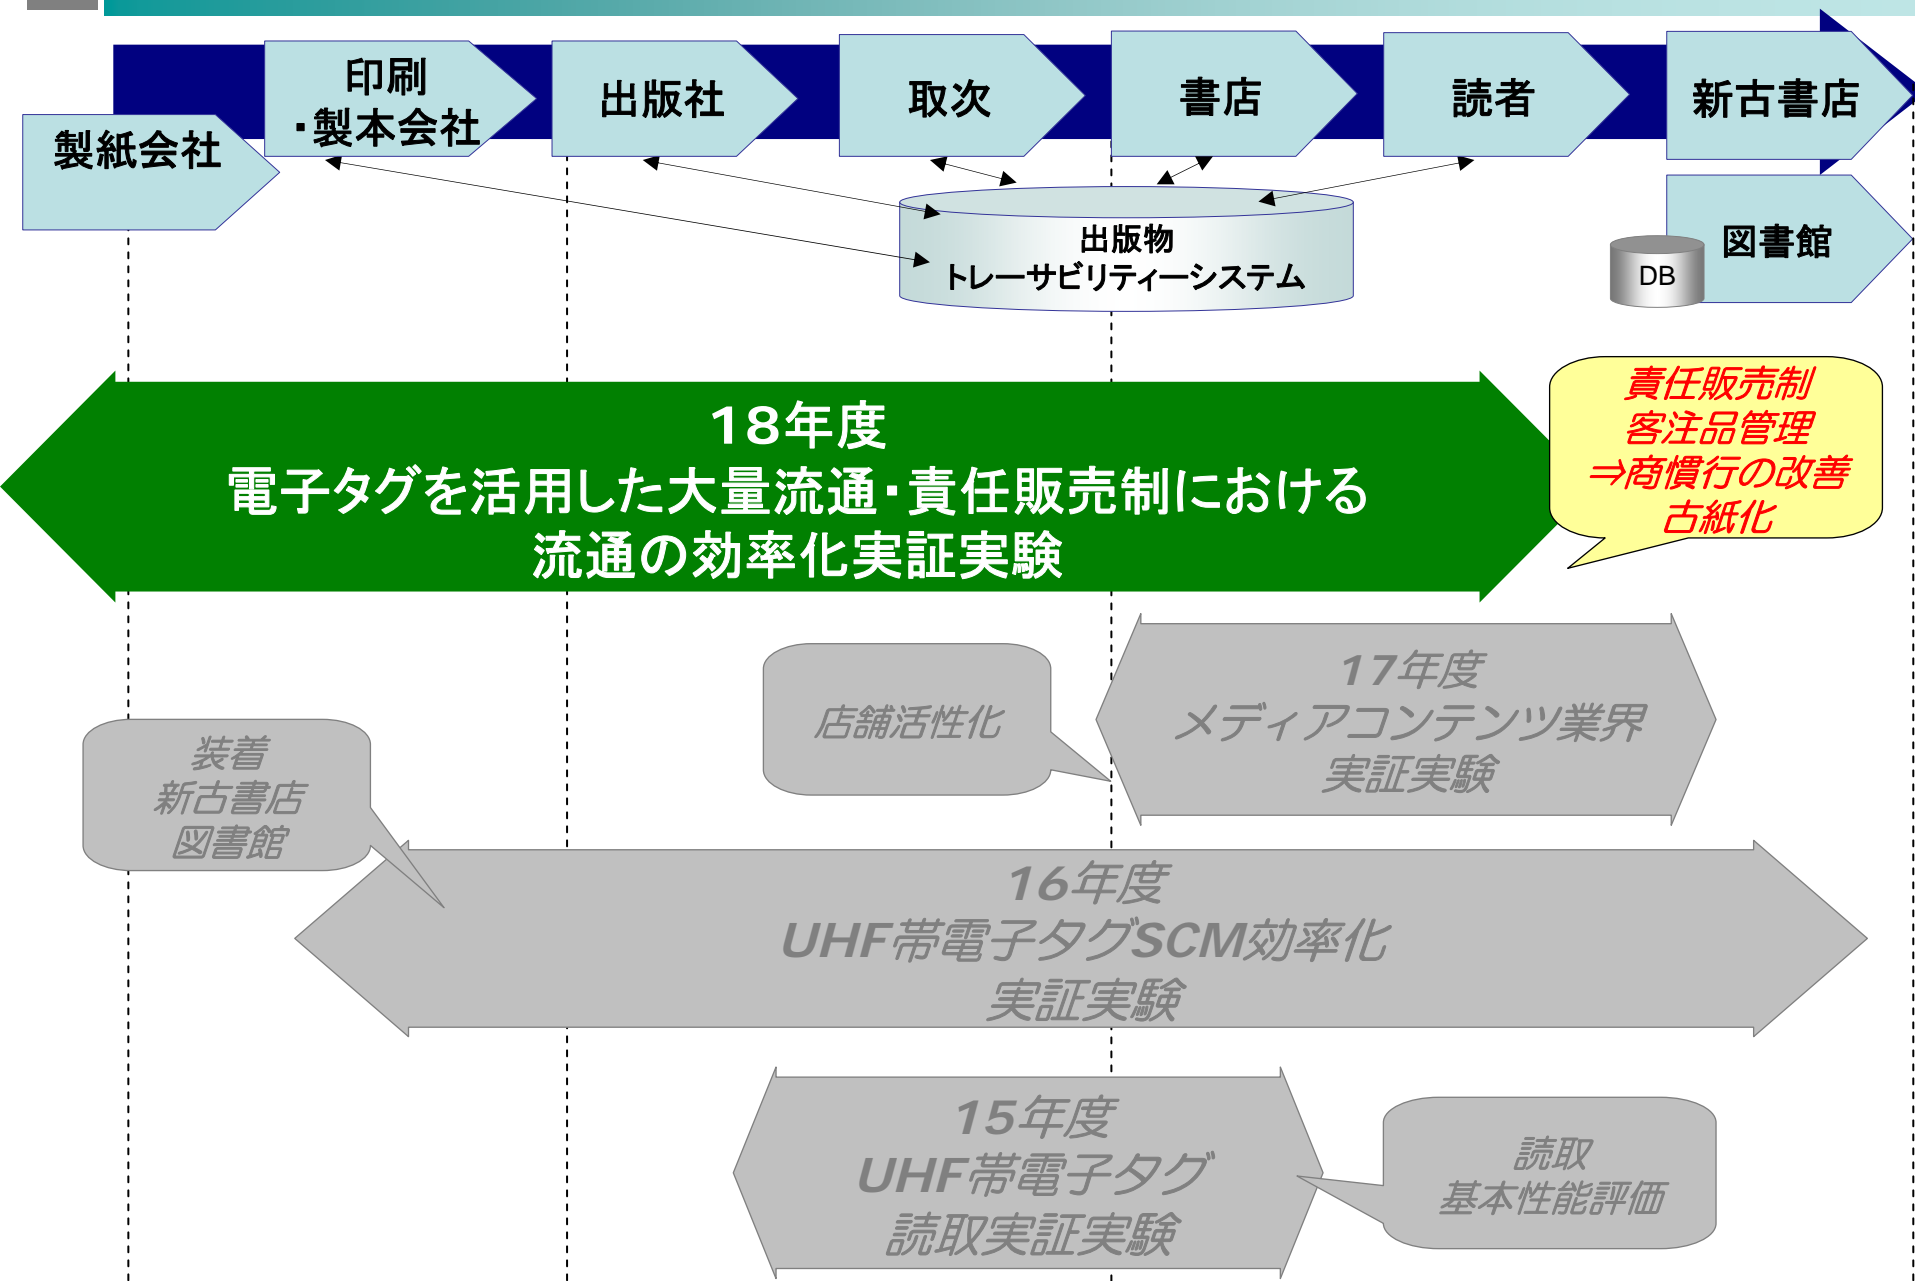 製紙会社
印刷
・製本会社
出版社
取次
書店
読者
新古書店
図書館
DB
出版物
トレーサビリティーシステム
18年度
電子タグを活用した大量流通・責任販売制における
流通の効率化実証実験
責任販売制
客注品管理
⇒商慣行の改善
古紙化
17年度
メディアコンテンツ業界
実証実験
店舗活性化
装着
新古書店
図書館
16年度
UHF帯電子タグSCM効率化
実証実験
15年度
UHF帯電子タグ
読取実証実験
読取
基本性能評価